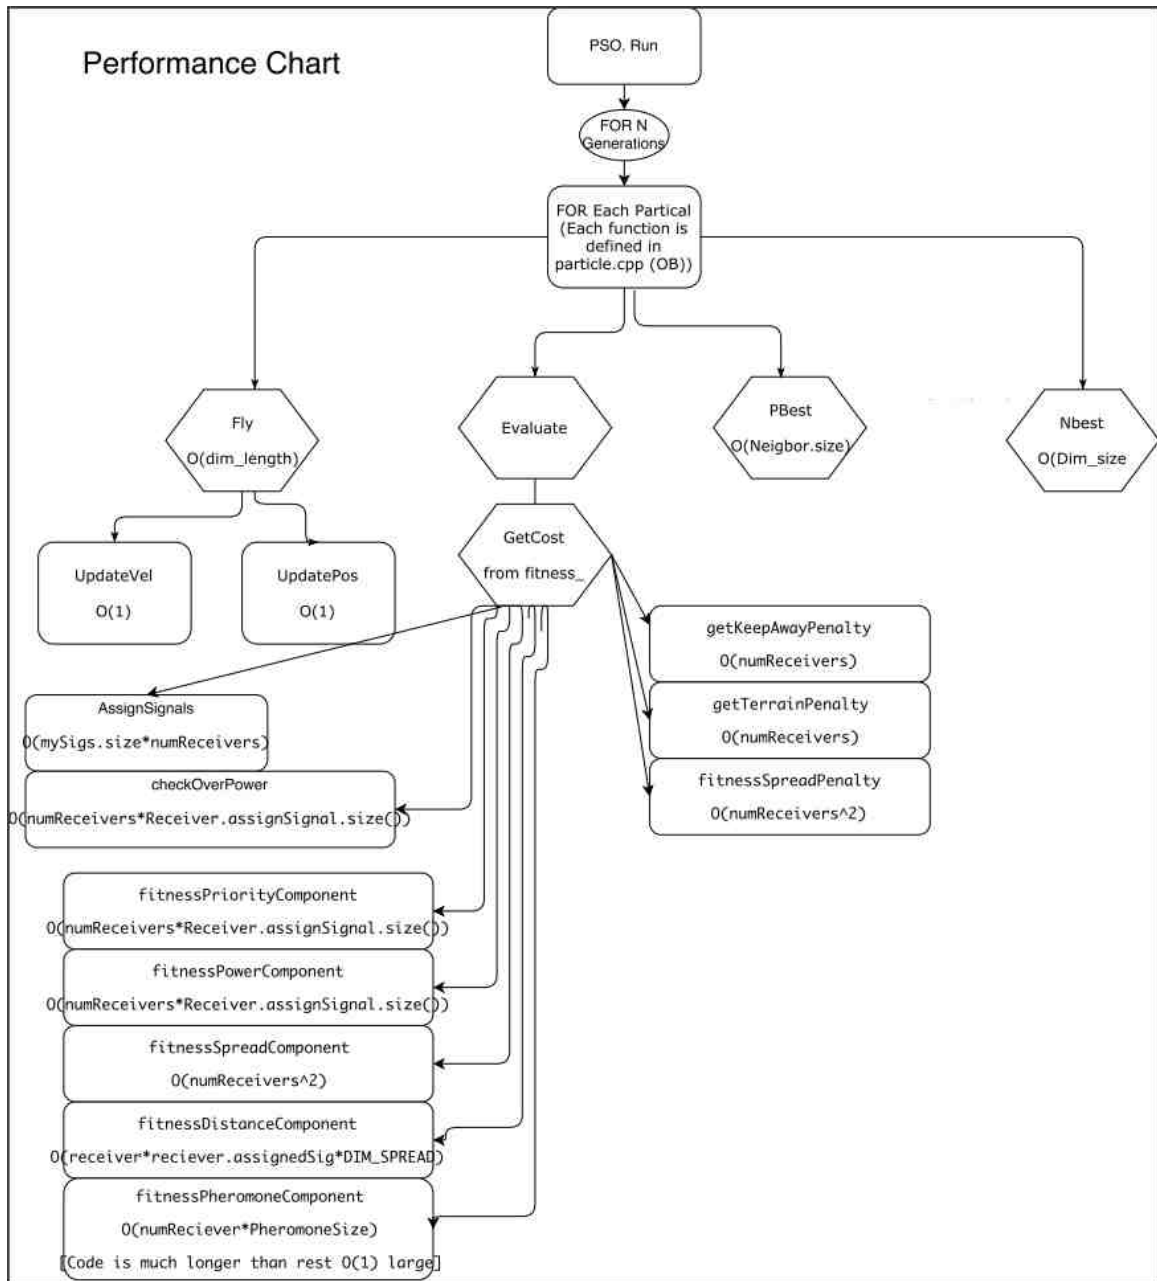 Performance Chart
PSO. Run
FOR N
Generations
FOR Each Partical
(Each function is
defined in
particle.cpp (OB))
Fly
O(dim_length)
Evaluate
PBest
O(Neigbor.size)
Nbest
O(Dim_size
UpdateVel
O(1)
UpdatePos
O(1)
GetCost
from fitness_
getKeepAwayPenalty
O(numReceivers)
getTerrainPenalty
O(numReceivers)
fitnessSpreadPenalty
O(numReceivers^2)
AssignSignals
O(mySigs.size*numReceivers)
checkOverPower
O(numReceivers*Receiver.assignSignal.size())
fitnessPriorityComponent
O(numReceivers*Receiver.assignSignal.size())
fitnessPowerComponent
O(numReceivers*Receiver.assignSignal.size())
fitnessSpreadComponent
O(numReceivers^2)
fitnessDistanceComponent
O(receiver*reciever.assignedSig*DIM_SPREAD)
fitnessPheromoneComponent
O(numReciever*PheromoneSize)
[Code is much longer than rest O(1) large]